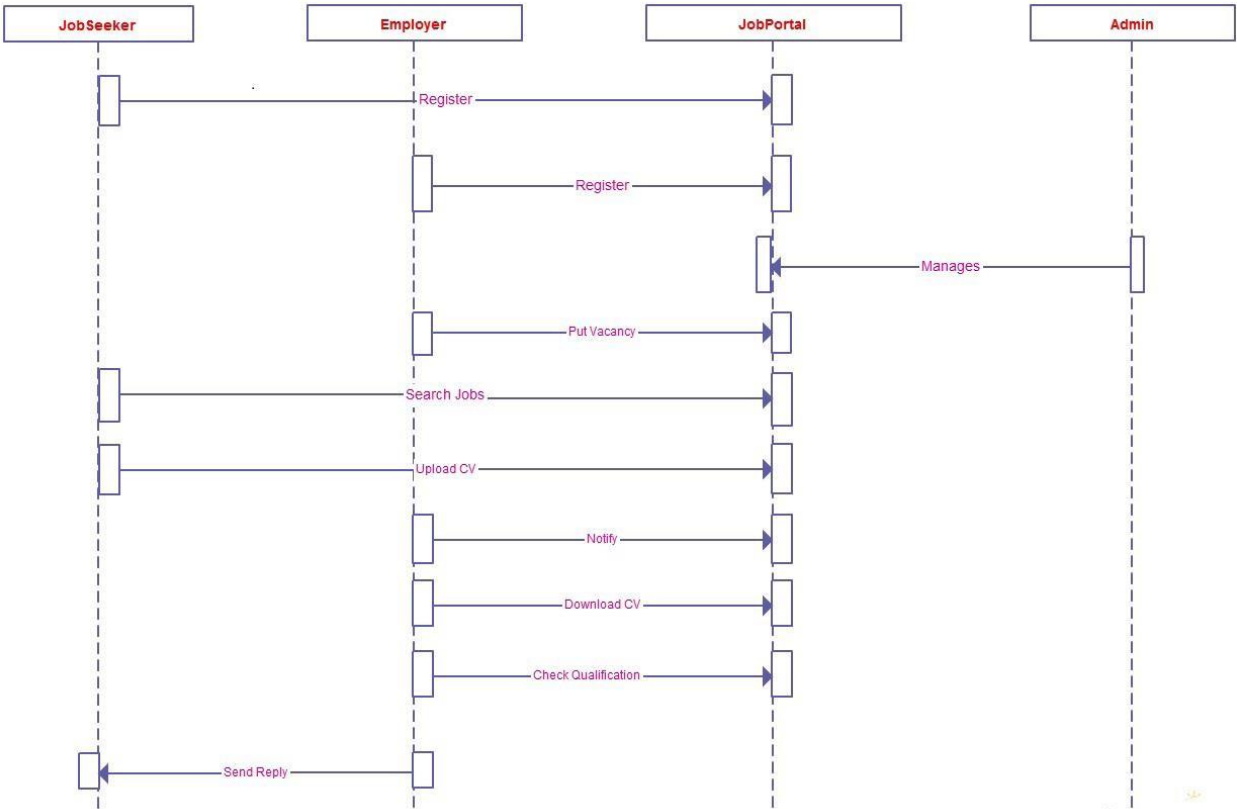 JobSeeker
Employer
JobPortal
Admin
Register
Register
Manages
Put Vacancy
Search Jobs
Upload CV
Notify
Download CV
Check Qualification
Send Reply